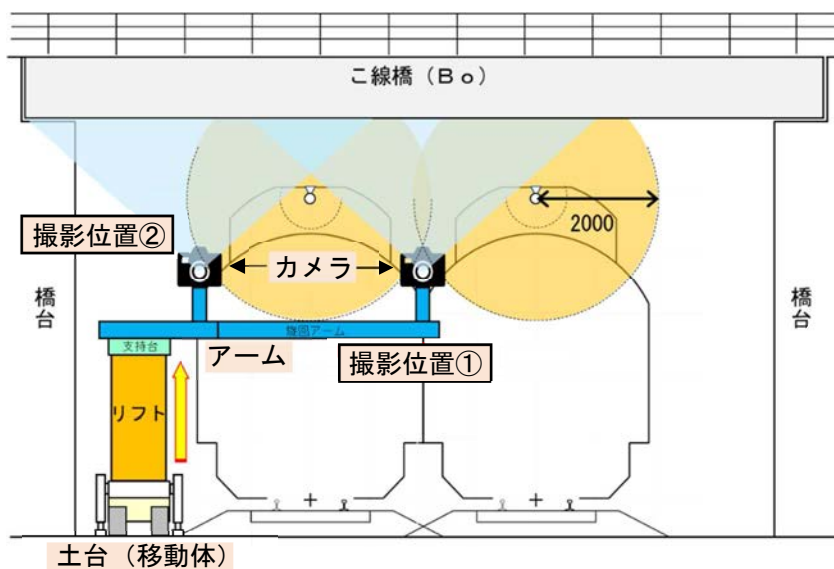 こ線橋（Ｂｏ）
2000
撮影位置②
カメラ
橋台
橋台
旋回アーム
支持台
アーム
撮影位置①
リフト
土台（移動体）